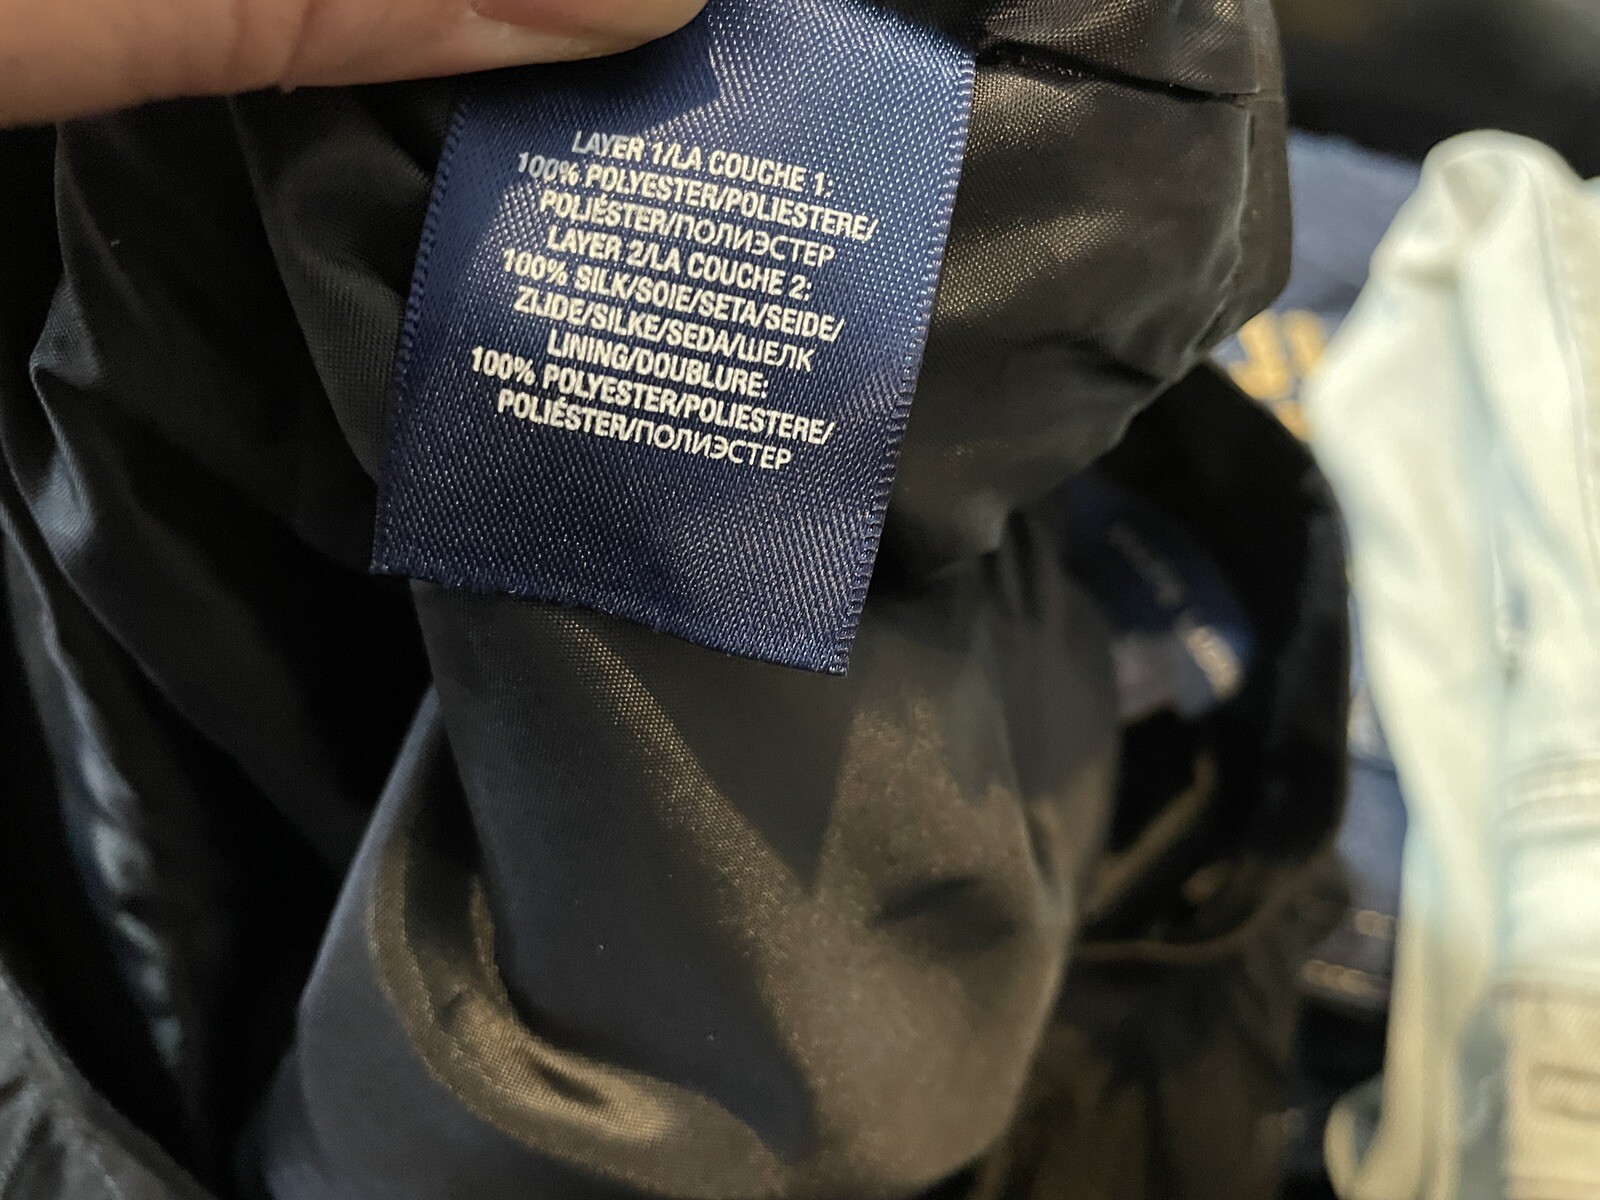 LAYER 1/LA COUCHE 1:
100% POLYESTER/POLIESTERE/
POLIÉSTER/ПОЛИЭСТЕР
LAYER 2/LA COUCHE 2:
100% SILK/SOIE/SETA/SEIDE/
ZIJDE/SILKE/SEDA/ШЕЛК
LINING/DOUBLURE:
100% POLYESTER/POLIESTERE/
POLIÉSTER/ПОЛИЭСТЕР